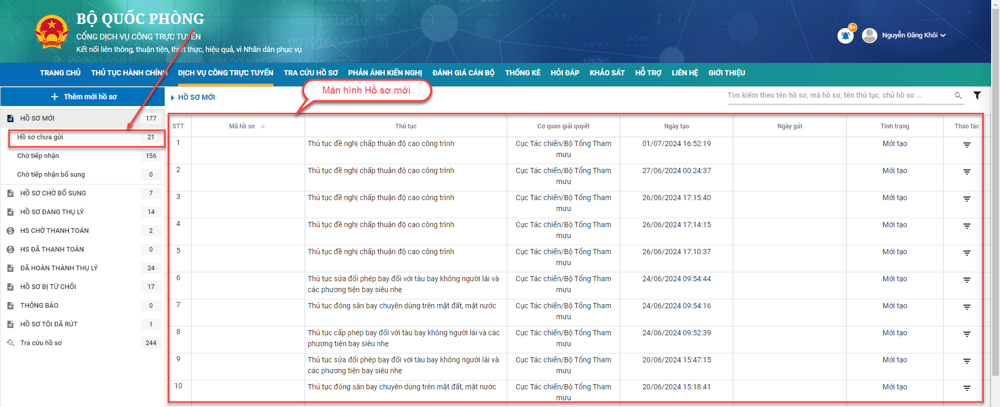 BỘ QUỐC PHÒNG
CỔNG DỊCH VỤ CÔNG TRỰC TUYẾN
Kết nối liên thông, thuận tiện, thiết thực, hiệu quả, vì Nhân dân phục vụ
5+
Nguyễn Đăng Khôi
TRANG CHỦ THỦ TỤC HÀNH CHÍNH DỊCH VỤ CÔNG TRỰC TUYẾN TRA CỨU HỒ SƠ PHẢN ÁNH KIẾN NGHỊ ĐÁNH GIÁ CÁN BỘ THỐNG KÊ HỎI ĐÁP KHẢO SÁT HỖ TRỢ LIÊN HỆ GIỚI THIỆU
Thêm mới hồ sơ
HỒ SƠ MỚI 177
Hồ sơ chưa gửi 21
Chờ tiếp nhận 156
Chờ tiếp nhận bổ sung 0
HỒ SƠ CHỜ BỔ SUNG 7
HỒ SƠ ĐANG THỤ LÝ 14
HS CHỜ THANH TOÁN 2
HS ĐÃ THANH TOÁN 0
ĐÃ HOÀN THÀNH THỤ LÝ 24
HỒ SƠ BỊ TỪ CHỐI 17
THÔNG BÁO 0
HỒ SƠ TÔI ĐÃ RÚT 1
Tra cứu hồ sơ 244
HỒ SƠ MỚI
Màn hình Hồ sơ mới
Tìm kiếm theo tên hồ sơ, mã hồ sơ, tên thủ tục, chủ hồ sơ ...
STT Mã hồ sơ Thủ tục Cơ quan giải quyết Ngày tạo Ngày gửi Tình trạng Thao tác
1 Thủ tục đề nghị chấp thuận độ cao công trình Cục Tác chiến/Bộ Tổng Tham 01/07/2024 16:52:19 Mới tạo
mưu
2 Thủ tục đề nghị chấp thuận độ cao công trình Cục Tác chiến/Bộ Tổng Tham 27/06/2024 00:24:37 Mới tạo
mưu
3 Thủ tục đề nghị chấp thuận độ cao công trình Cục Tác chiến/Bộ Tổng Tham 26/06/2024 17:15:40 Mới tạo
mưu
4 Thủ tục đề nghị chấp thuận độ cao công trình Cục Tác chiến/Bộ Tổng Tham 26/06/2024 17:14:15 Mới tạo
mưu
5 Thủ tục đề nghị chấp thuận độ cao công trình Cục Tác chiến/Bộ Tổng Tham 26/06/2024 17:10:37 Mới tạo
mưu
6 Thủ tục sửa đổi phép bay đối với tàu bay không người lái và Cục Tác chiến/Bộ Tổng Tham 24/06/2024 09:54:44 Mới tạo
các phương tiện bay siêu nhẹ mưu
7 Thủ tục đóng sân bay chuyên dùng trên mặt đất, mặt nước Cục Tác chiến/Bộ Tổng Tham 24/06/2024 09:54:16 Mới tạo
mưu
8 Thủ tục cấp phép bay đối với tàu bay không người lái và các Cục Tác chiến/Bộ Tổng Tham 24/06/2024 09:52:39 Mới tạo
phương tiện bay siêu nhẹ mưu
9 Thủ tục sửa đổi phép bay đối với tàu bay không người lái và Cục Tác chiến/Bộ Tổng Tham 20/06/2024 15:47:15 Mới tạo
các phương tiện bay siêu nhẹ mưu
10 Thủ tục đóng sân bay chuyên dùng trên mặt đất, mặt nước Cục Tác chiến/Bộ Tổng Tham 20/06/2024 15:18:41 Mới tạo
mưu